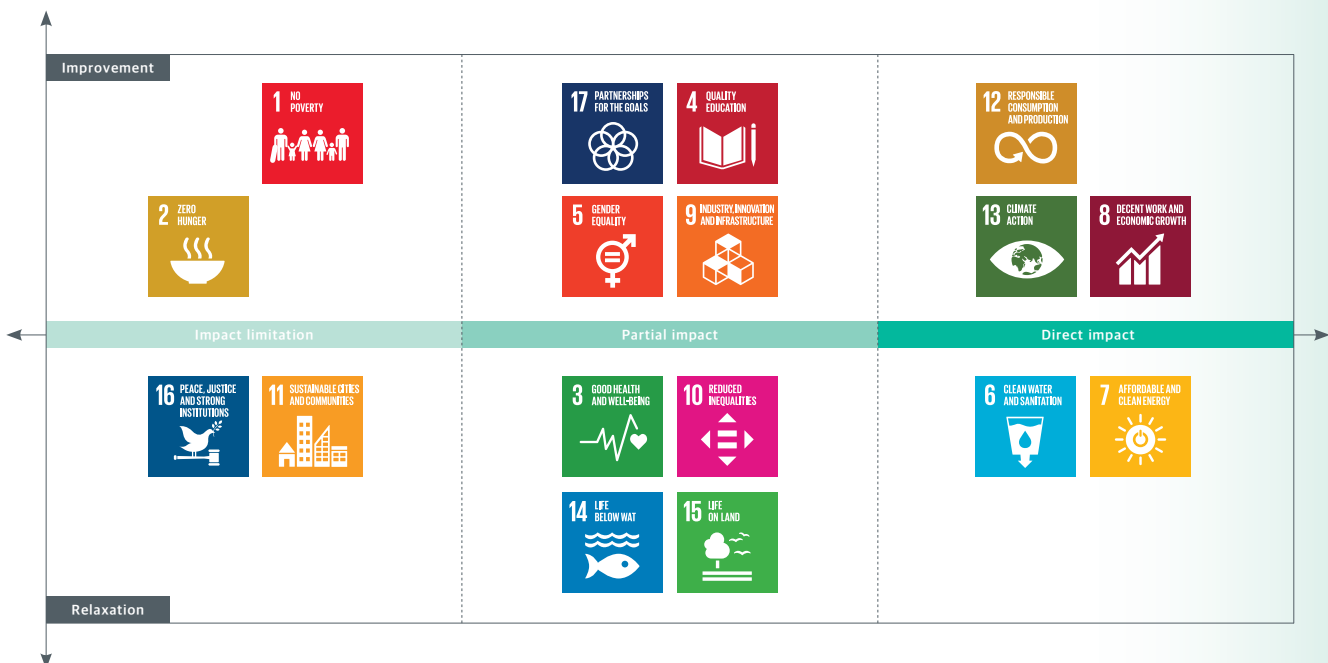 Improvement
1 NO
POVERTY
17 PARTNERSHIPS
FOR THE GOALS
4 QUALITY
EDUCATION
12 RESPONSIBLE
CONSUMPTION
AND PRODUCTION
2 ZERO
HUNGER
5 GENDER
EQUALITY
9 INDUSTRY, INNOVATION
AND INFRASTRUCTURE
13 CLIMATE
ACTION
8 DECENT WORK AND
ECONOMIC GROWTH
Impact limitation
Partial impact
Direct impact
16 PEACE, JUSTICE
AND STRONG
INSTITUTIONS
11 SUSTAINABLE CITIES
AND COMMUNITIES
3 GOOD HEALTH
AND WELL-BEING
10 REDUCED
INEQUALITIES
6 CLEAN WATER
AND SANITATION
7 AFFORDABLE AND
CLEAN ENERGY
14 LIFE
BELOW WAT
15 LIFE
ON LAND
Relaxation